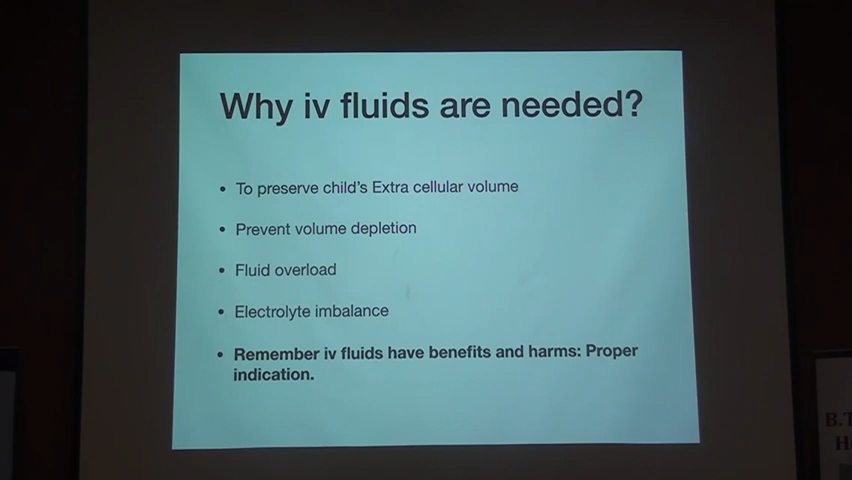 Why iv fluids are needed?
• To preserve child's Extra cellular volume
• Prevent volume depletion
• Fluid overload
• Electrolyte imbalance
• Remember iv fluids have benefits and harms: Proper
indication.